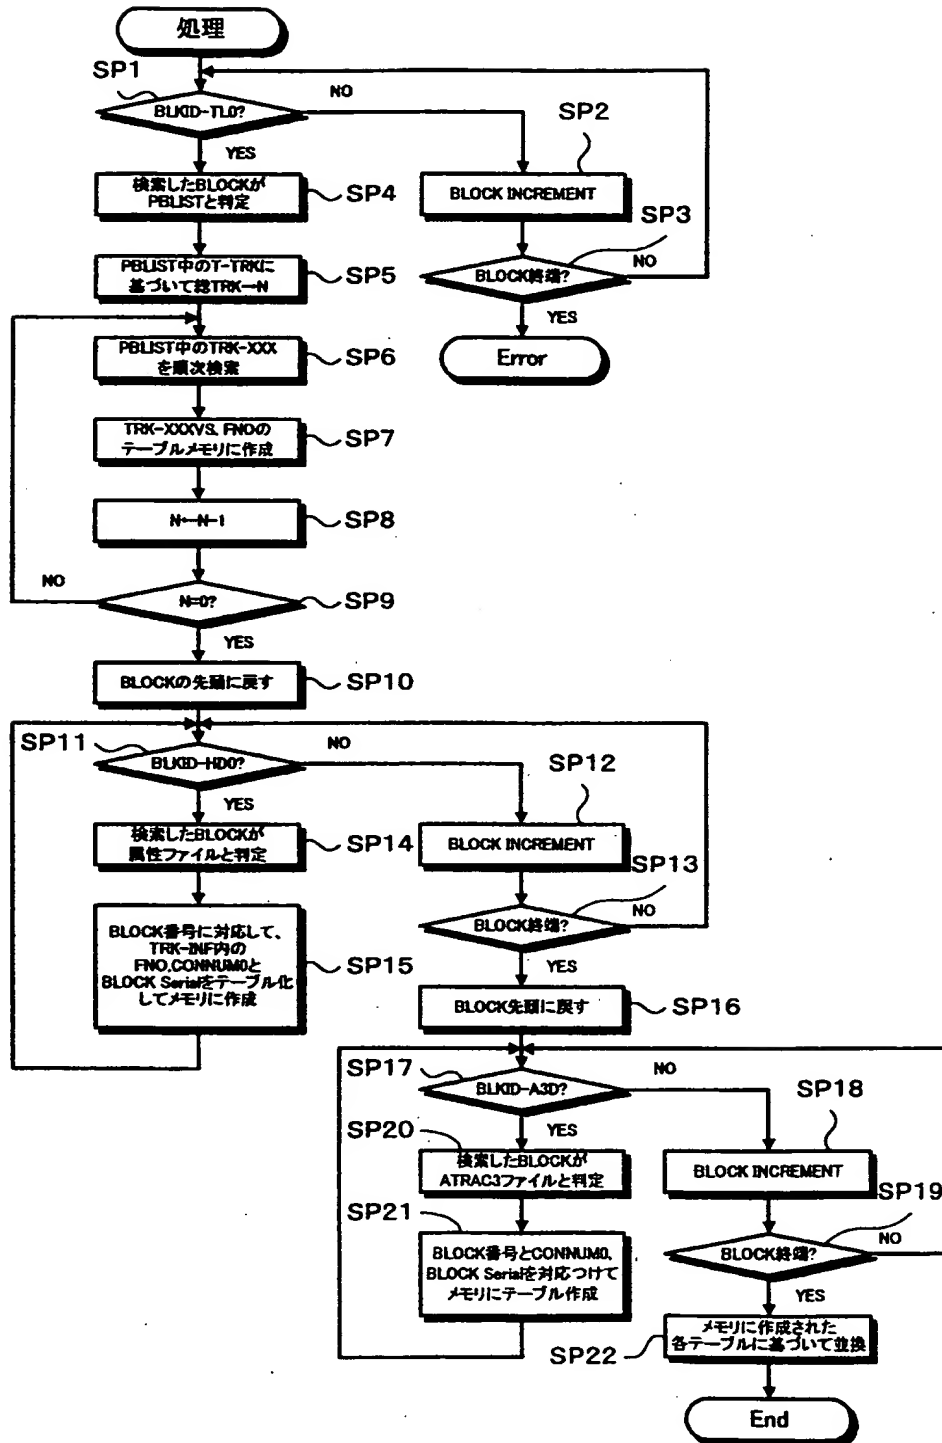 処理
SP1
BLKID-TL0?
NO
YES
SP2
BLOCK INCREMENT
SP3
BLOCK終端?
NO
YES
Error
検索したBLOCKが
PBLISTと判定
SP4
PBLIST中のT-TRKに
基づいて総TRK→N
SP5
PBLIST中のTRK-XXX
を順次検索
SP6
TRK-XXXVS、FNOの
テーブルメモリに作成
SP7
N←N-1
SP8
NO
N=0?
SP9
YES
BLOCKの先頭に戻す
SP10
SP11
BLKID-HD0?
NO
YES
SP12
BLOCK INCREMENT
SP13
BLOCK終端?
NO
YES
検索したBLOCKが
属性ファイルと判定
SP14
BLOCK番号に対応して、
TRK-INF内の
FNO,CONNUM0と
BLOCK Serialをテーブル化
してメモリに作成
SP15
BLOCK先頭に戻す
SP16
SP17
BLKID-A3D?
NO
YES
SP18
BLOCK INCREMENT
SP19
BLOCK終端?
NO
YES
SP20
検索したBLOCKが
ATRAC3ファイルと判定
SP21
BLOCK番号とCONNUM0、
BLOCK Serialを対応つけて
メモリにテーブル作成
メモリに作成された
各テーブルに基づいて並換
SP22
End